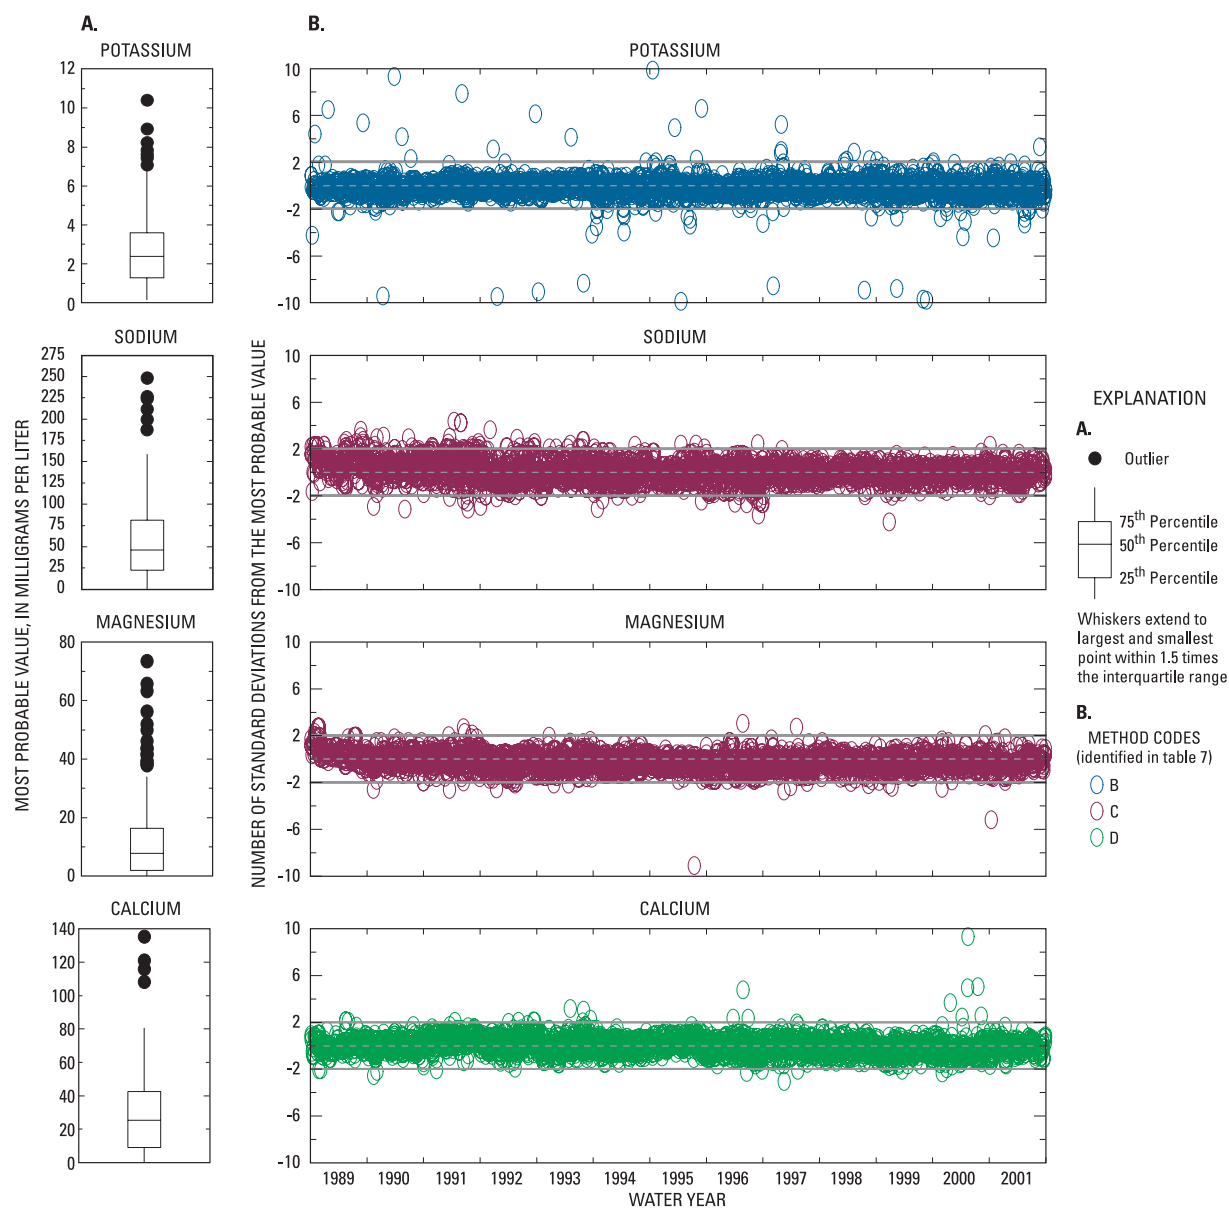 A.
B.
POTASSIUM
POTASSIUM
12
10
8
6
4
2
0
10
6
2
-2
-6
-10
SODIUM
SODIUM
275
250
225
200
175
150
125
100
75
50
25
0
10
6
2
-2
-6
-10
MAGNESIUM
MAGNESIUM
80
60
40
20
0
10
6
2
-2
-6
-10
CALCIUM
CALCIUM
140
120
100
80
60
40
20
0
10
6
2
-2
-6
-10
1989 1990 1991 1992 1993 1994 1995 1996 1997 1998 1999 2000 2001
WATER YEAR
MOST PROBABLE VALUE, IN MILLIGRAMS PER LITER
NUMBER OF STANDARD DEVIATIONS FROM THE MOST PROBABLE VALUE
EXPLANATION
A.
Outlier
75th Percentile
50th Percentile
25th Percentile
Whiskers extend to
largest and smallest
point within 1.5 times
the interquartile range
B.
METHOD CODES
(identified in table 7)
B
C
D